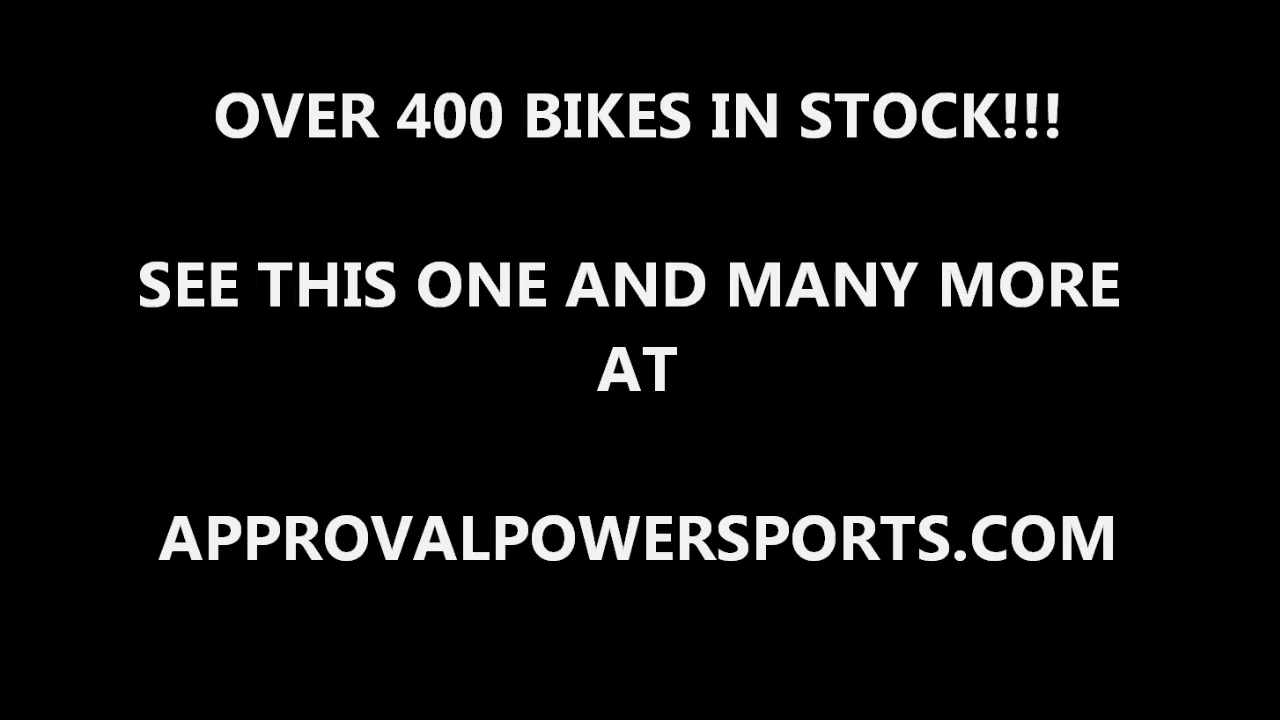 OVER 400 BIKES IN STOCK!!!
SEE THIS ONE AND MANY MORE
AT
APPROVALPOWERSPORTS.COM